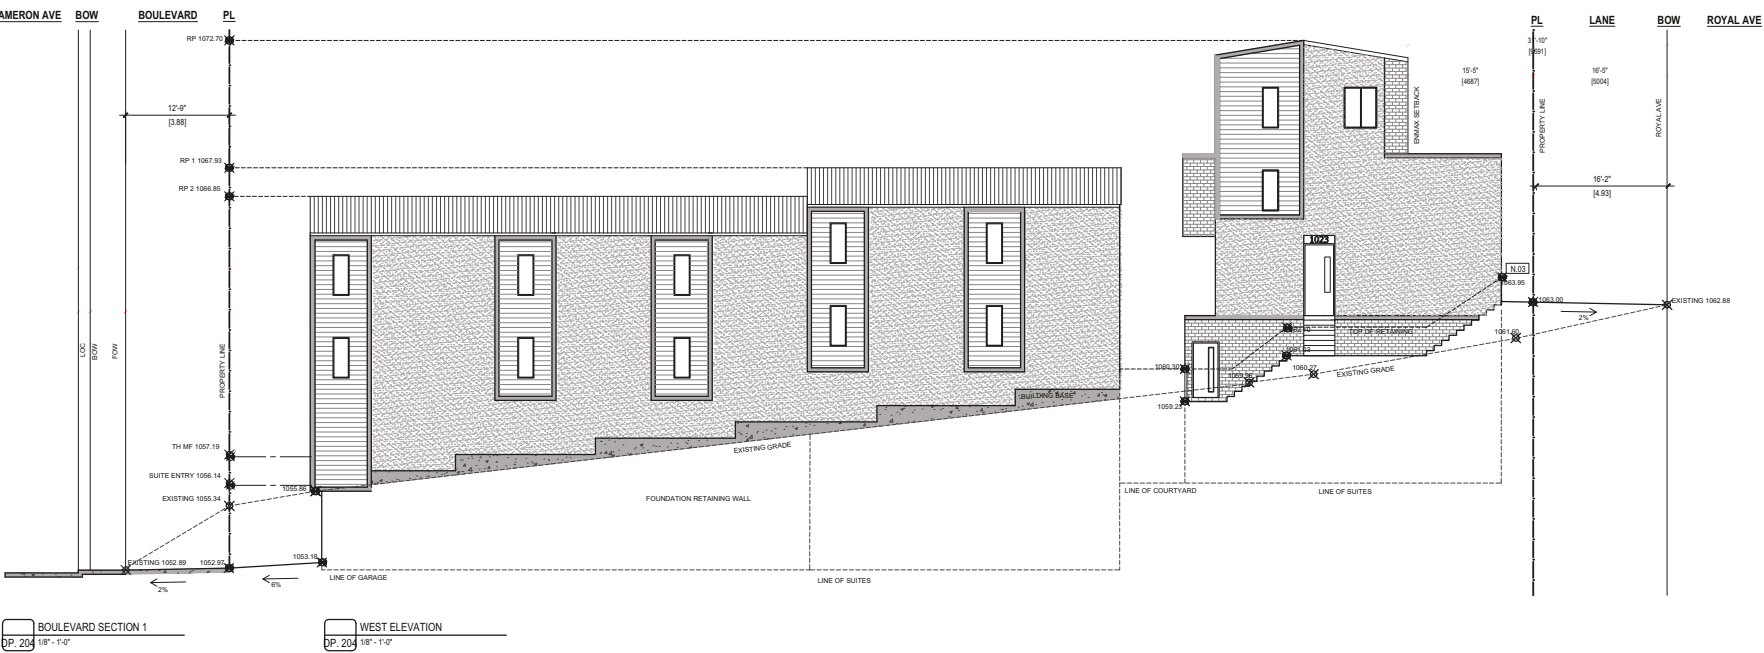 AMERON AVE
BOW
BOULEVARD
PL
PL
LANE
BOW
ROYAL AVE
RP 1072.70
12'-9"
[3.88]
RP 1 1067.93
RP 2 1066.85
15'-5"
[4687]
16'-5"
[5004]
ENMAX SETBACK
PROPERTY LINE
ROYAL AVE
16'-2"
[4.93]
1023
N.03
1063.95
1063.00
EXISTING 1062.88
2%
1061.60
TOP OF RETAINING
EXISTING GRADE
1060.27
1060.30
1059.23
LOC
BOW
FOW
PROPERTY LINE
BUILDING BASE
EXISTING GRADE
TH MF 1057.19
SUITE ENTRY 1056.14
EXISTING 1055.34
1055.86
FOUNDATION RETAINING WALL
LINE OF COURTYARD
LINE OF SUITES
EXISTING 1052.89
1052.97
1053.18
2%
6%
LINE OF GARAGE
LINE OF SUITES
BOULEVARD SECTION 1
DP. 204
1/8" - 1'-0"
WEST ELEVATION
DP. 204
1/8" - 1'-0"